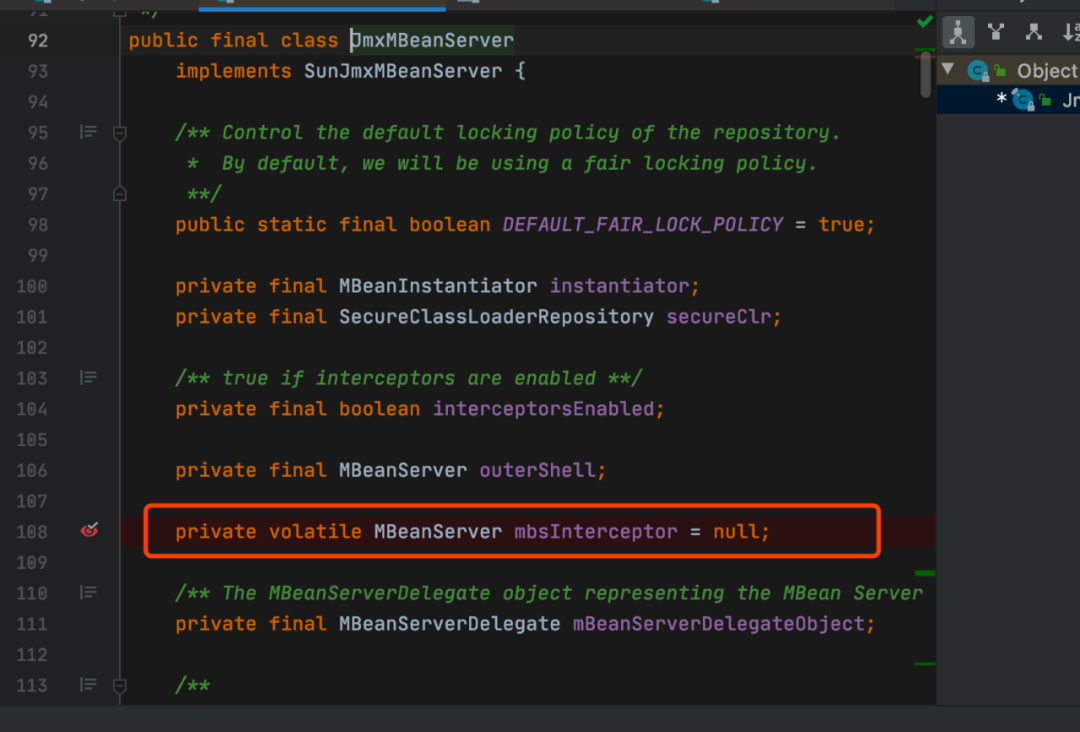 */
92 public final class JmxMBeanServer
93 implements SunJmxMBeanServer {
94
95 /** Control the default locking policy of the repository.
96 * By default, we will be using a fair locking policy.
97 **/
98 public static final boolean DEFAULT_FAIR_LOCK_POLICY = true;
99
100 private final MBeanInstantiator instantiator;
101 private final SecureClassLoaderRepository secureClr;
102
103 /** true if interceptors are enabled **/
104 private final boolean interceptorsEnabled;
105
106 private final MBeanServer outerShell;
107
108 private volatile MBeanServer mbsInterceptor = null;
109
110 /** The MBeanServerDelegate object representing the MBean Server
111 private final MBeanServerDelegate mBeanServerDelegateObject;
112
113 /**
Object
* Jm